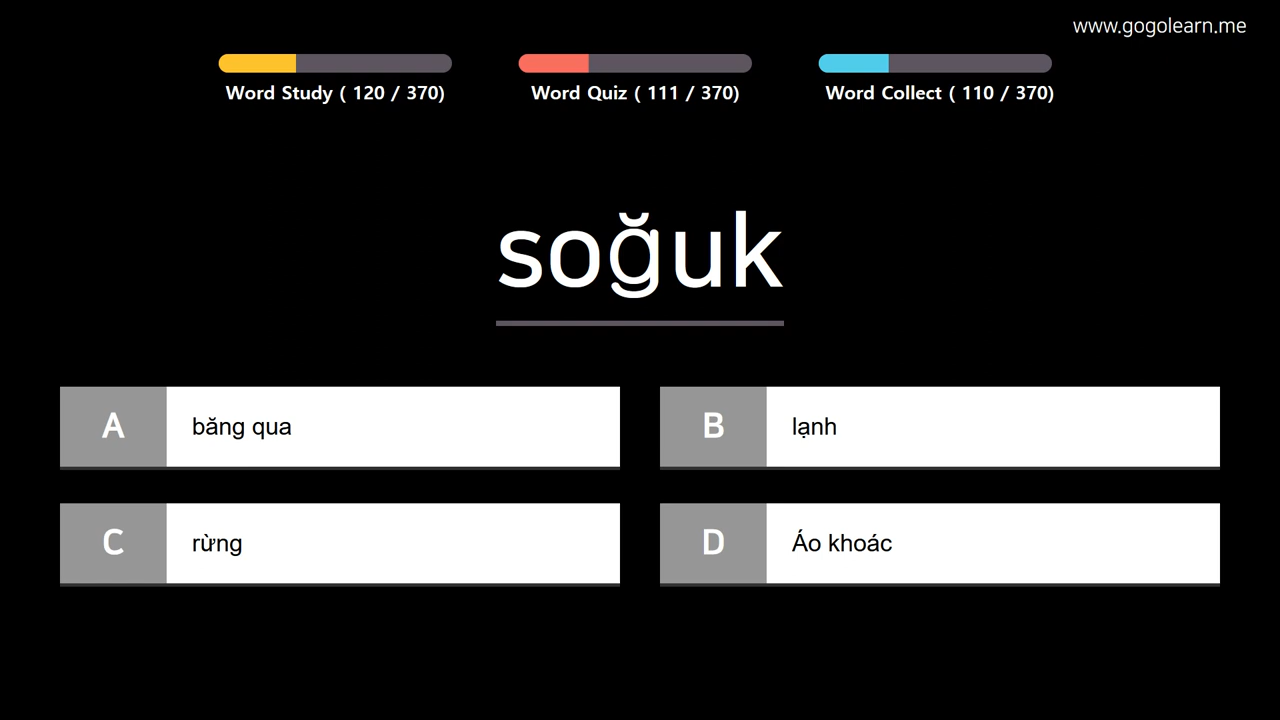 www.gogolearn.me
Word Study ( 120 / 370)
Word Quiz ( 111 / 370)
Word Collect ( 110 / 370)
soğuk
A băng qua
B lạnh
C rừng
D Áo khoác